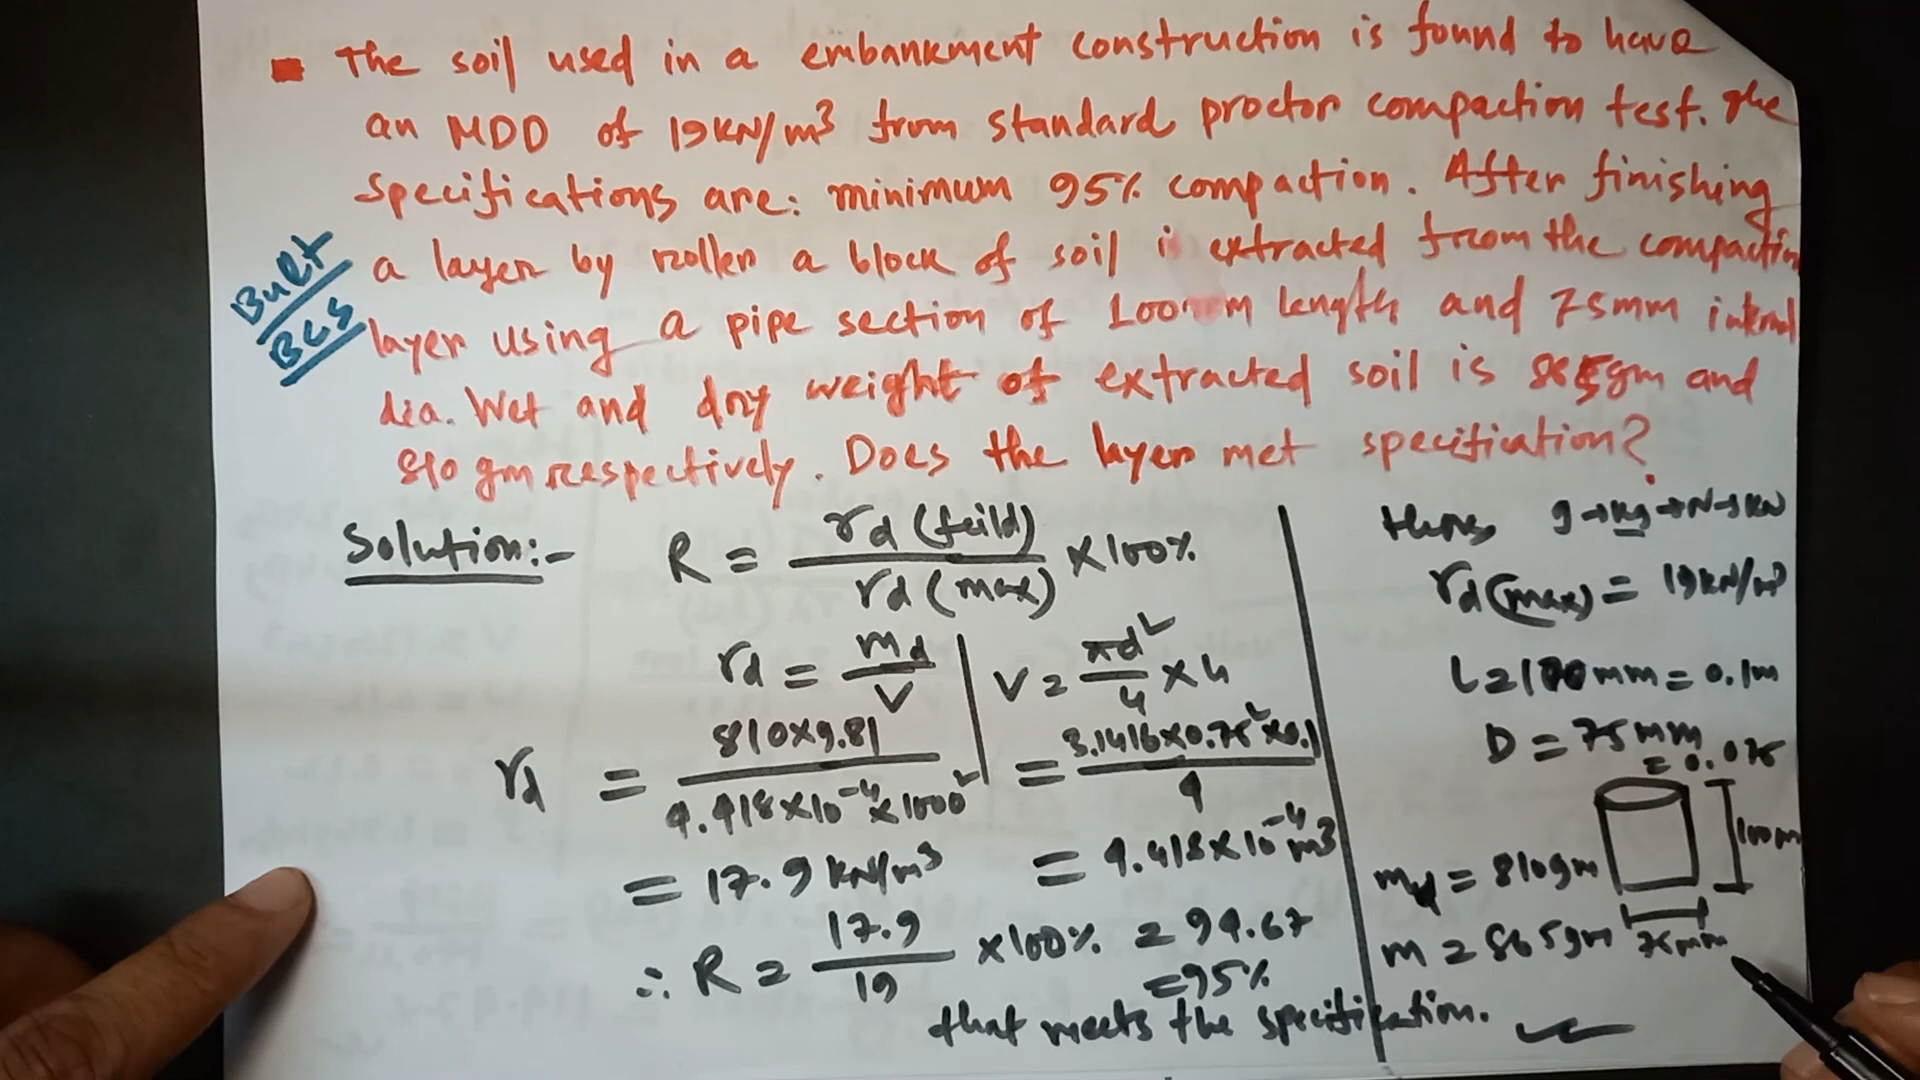 The soil used in a embankment construction is found to have
an MDD of 19kN/m³ from standard proctor compaction test. The
specifications are: minimum 95% compaction. After finishing
a layer by roller a block of soil is extracted from the compaction
layer using a pipe section of 100mm length and 75mm internal
dia. Wet and dry weight of extracted soil is 865gm and
810 gm respectively. Does the layer met specification?
Buet
BCS
Solution:-
R = γd (feild) / γd (max) × 100%
γd = md / V
V = πd² / 4 × h
γd = 810×9.81 / 4.418×10⁻⁴×1000²
= 3.1416×0.75²×0.1 / 4
= 17.9 kN/m³
= 4.418×10⁻⁴ m³
∴ R = 17.9 / 19 ×100% = 94.67
=95%
that meets the specification.
g→kg→N→kN
γd(max) = 19kN/m³
L=100mm = 0.1m
D = 75mm
= 0.075
100m
md = 810gm
m = 865gm
75mm